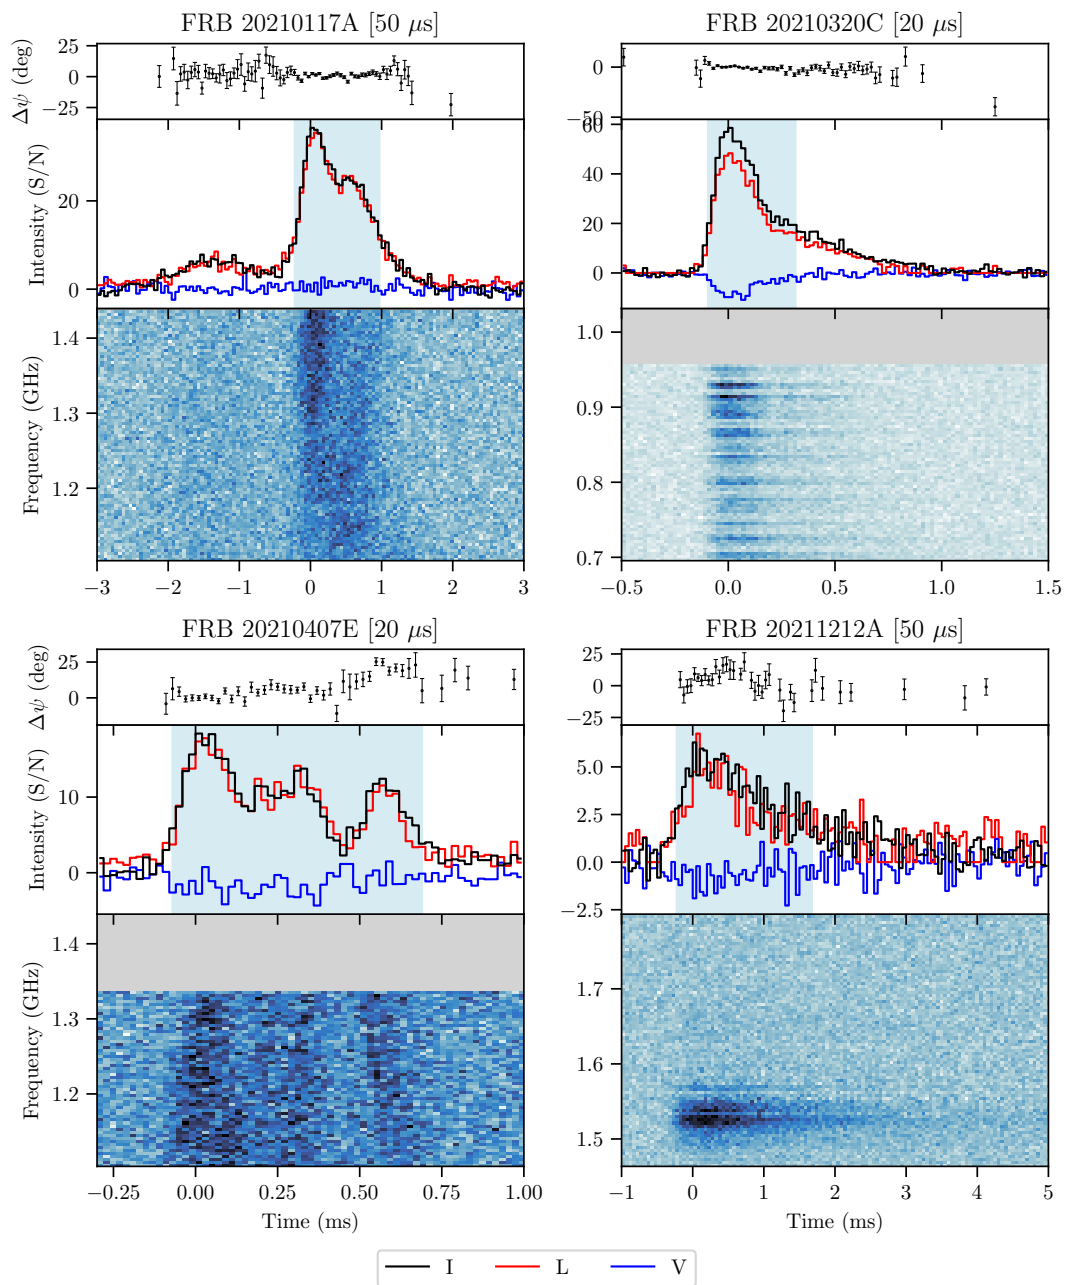 FRB 20210117A [50 μs]
Δψ (deg)
25
0
−25
Intensity (S/N)
20
0
Frequency (GHz)
1.4
1.3
1.2
−3 −2 −1 0 1 2 3
FRB 20210320C [20 μs]
0
−50
60
40
20
0
1.0
0.9
0.8
0.7
−0.5 0.0 0.5 1.0 1.5
FRB 20210407E [20 μs]
Δψ (deg)
25
0
Intensity (S/N)
10
0
Frequency (GHz)
1.4
1.3
1.2
−0.25 0.00 0.25 0.50 0.75 1.00
Time (ms)
FRB 20211212A [50 μs]
25
0
−25
5.0
2.5
0.0
−2.5
1.7
1.6
1.5
−1 0 1 2 3 4 5
Time (ms)
I L V